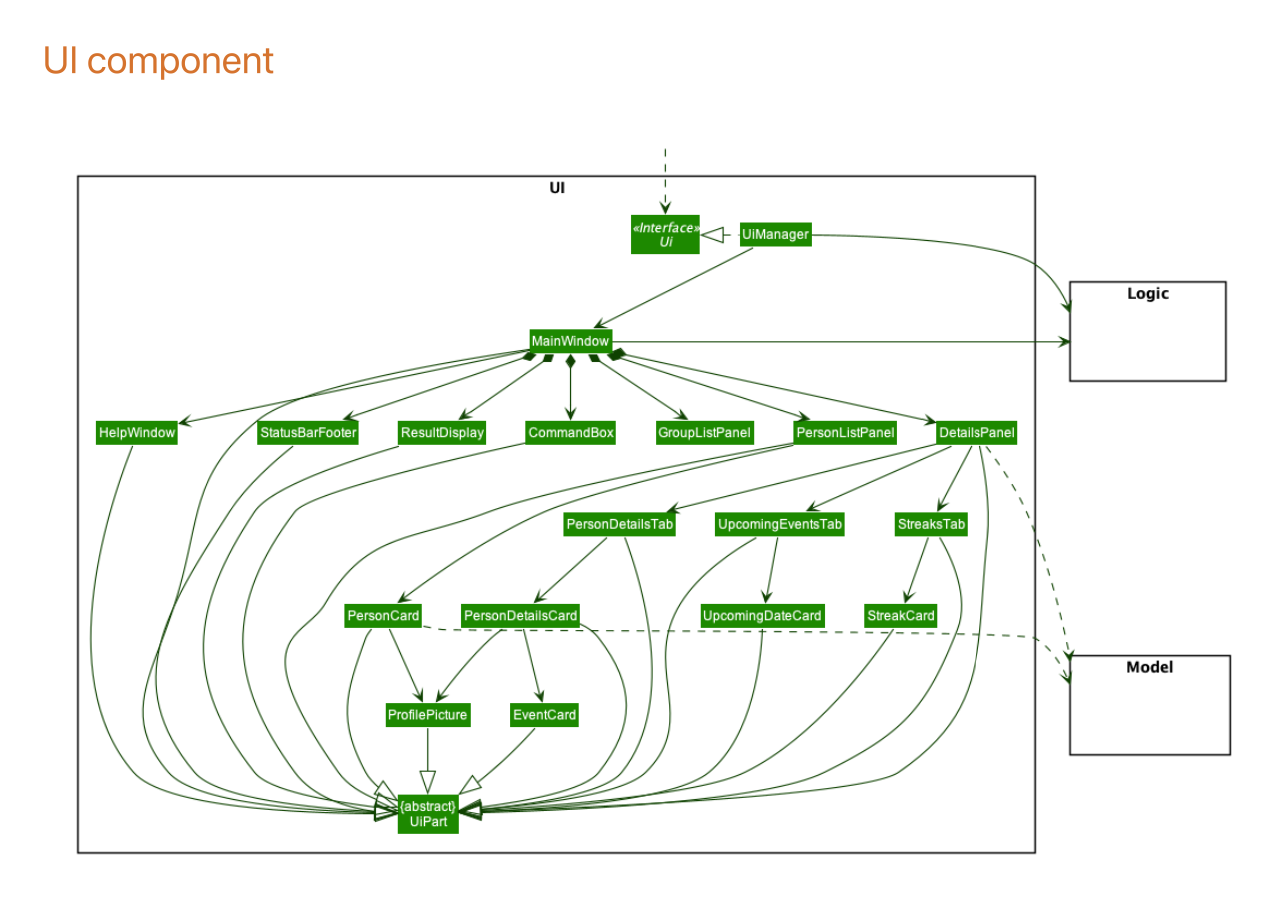 UI component
UI
«Interface»
Ui
UiManager
Logic
MainWindow
HelpWindow
StatusBarFooter
ResultDisplay
CommandBox
GroupListPanel
PersonListPanel
DetailsPanel
PersonDetailsTab
UpcomingEventsTab
StreaksTab
PersonCard
PersonDetailsCard
UpcomingDateCard
StreakCard
Model
ProfilePicture
EventCard
{abstract}
UiPart